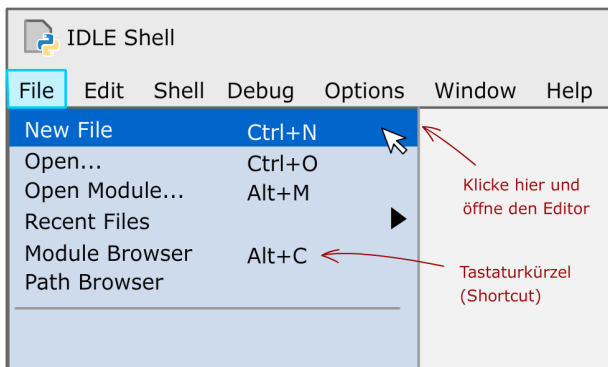 IDLE Shell
File Edit Shell Debug Options Window Help
New File Ctrl+N
Open... Ctrl+O
Open Module... Alt+M
Recent Files
Module Browser Alt+C
Path Browser
Klicke hier und
öffne den Editor
Tastaturkürzel
(Shortcut)